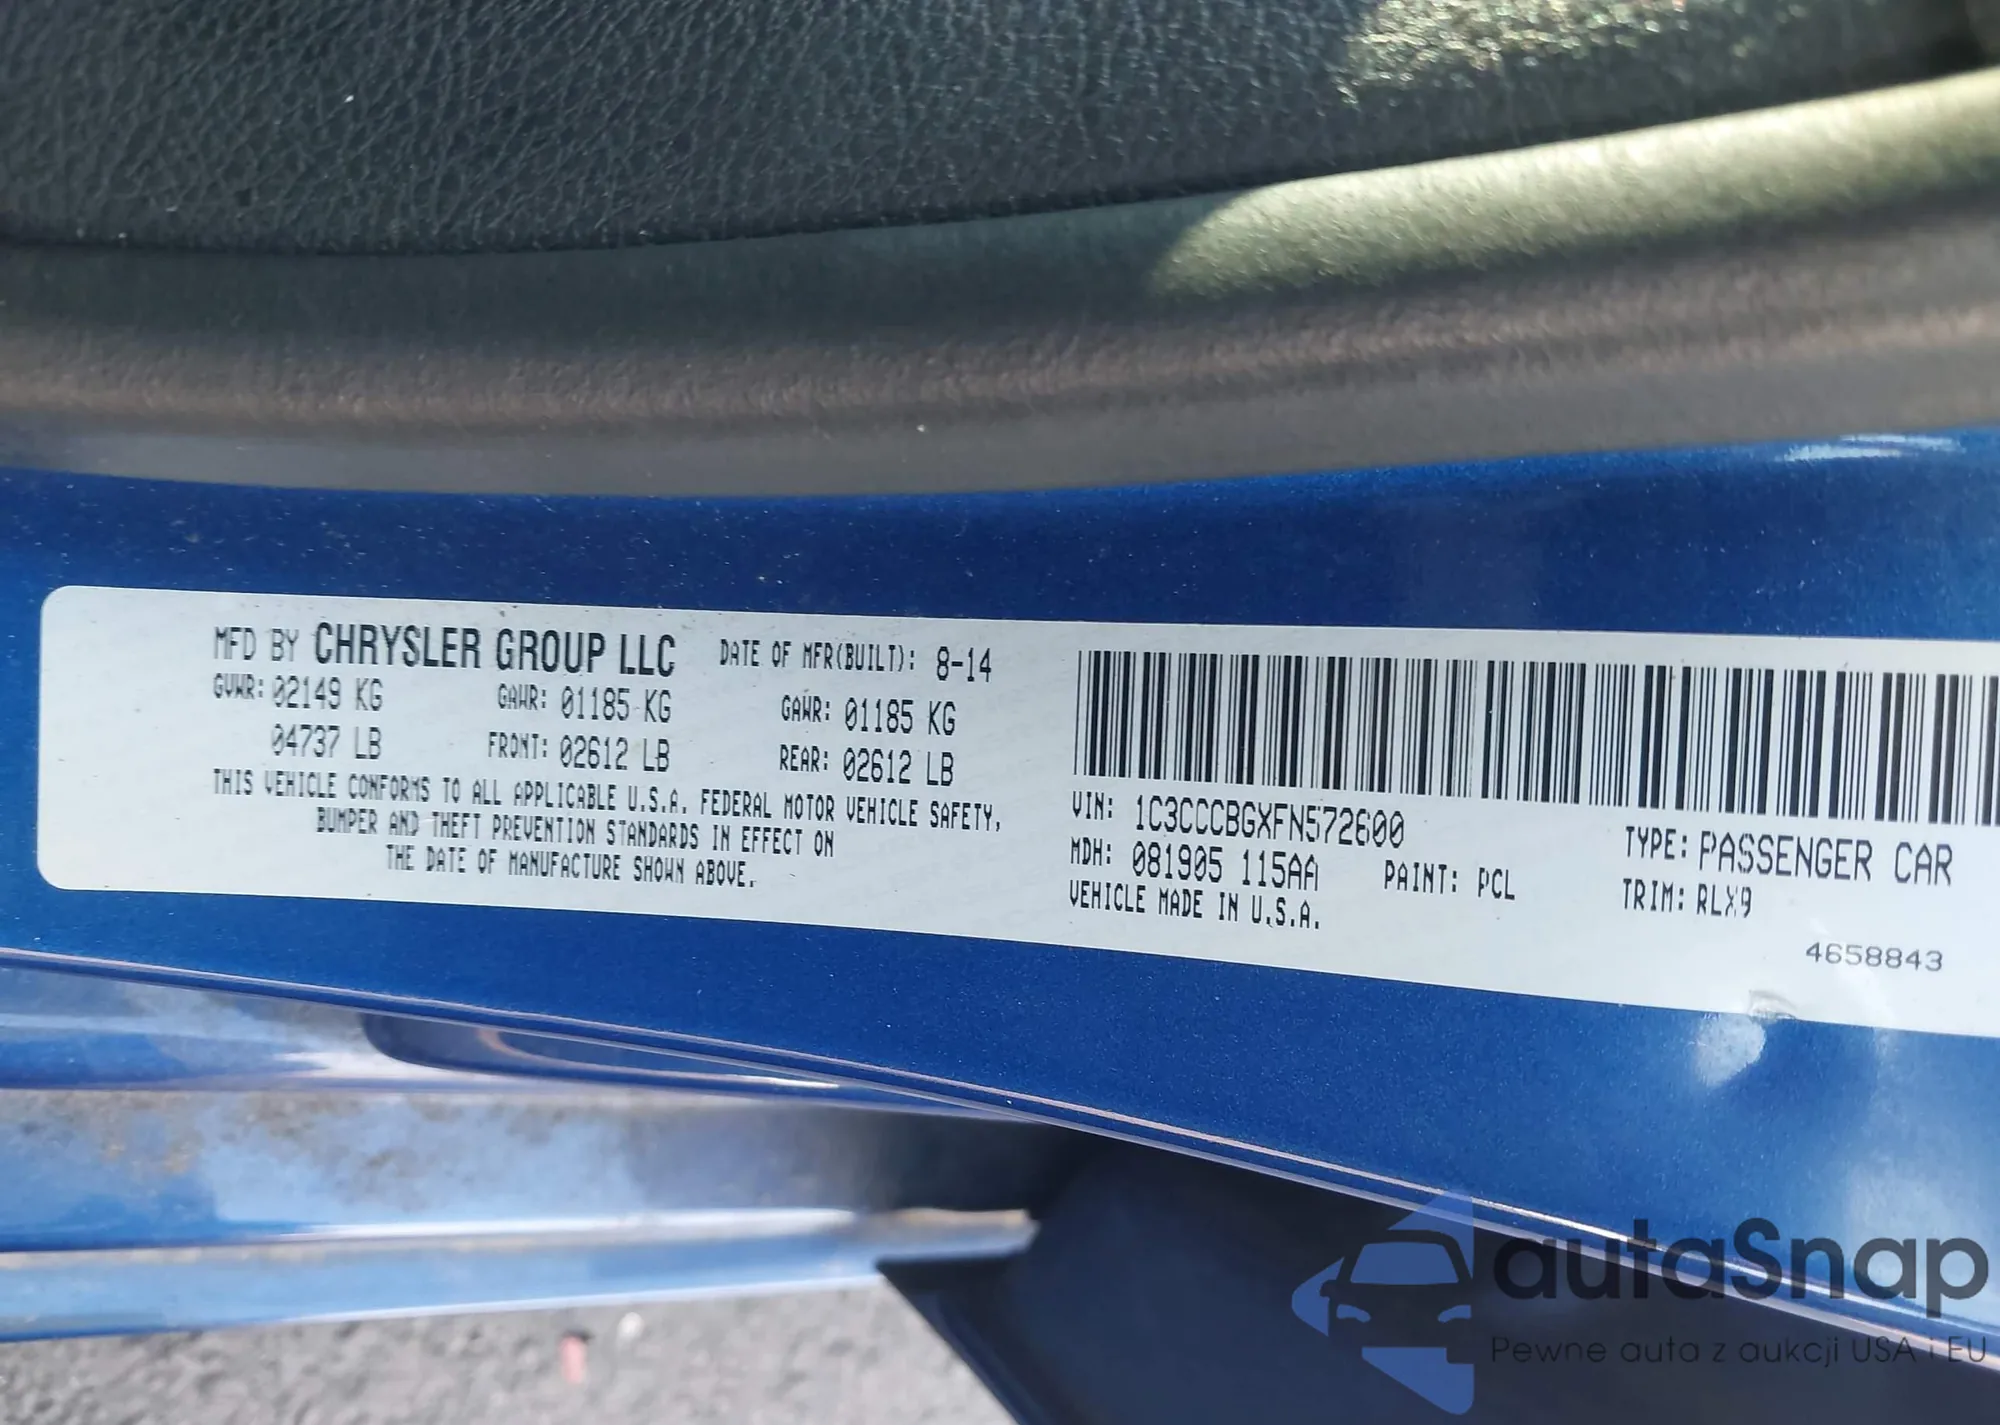 MFD BY CHRYSLER GROUP LLC DATE OF MFR(BUILT): 8-14
GVWR: 02149 KG GAWR: 01185 KG GAWR: 01185 KG
04737 LB FRONT: 02612 LB REAR: 02612 LB
THIS VEHICLE CONFORMS TO ALL APPLICABLE U.S.A. FEDERAL MOTOR VEHICLE SAFETY,
BUMPER AND THEFT PREVENTION STANDARDS IN EFFECT ON
THE DATE OF MANUFACTURE SHOWN ABOVE.
VIN: 1C3CCCBGXFN572600 TYPE: PASSENGER CAR
MDH: 081905 115AA PAINT: PCL TRIM: RLX9
VEHICLE MADE IN U.S.A.
4658843
autaSnap
Pewne auta z aukcji USA i EU